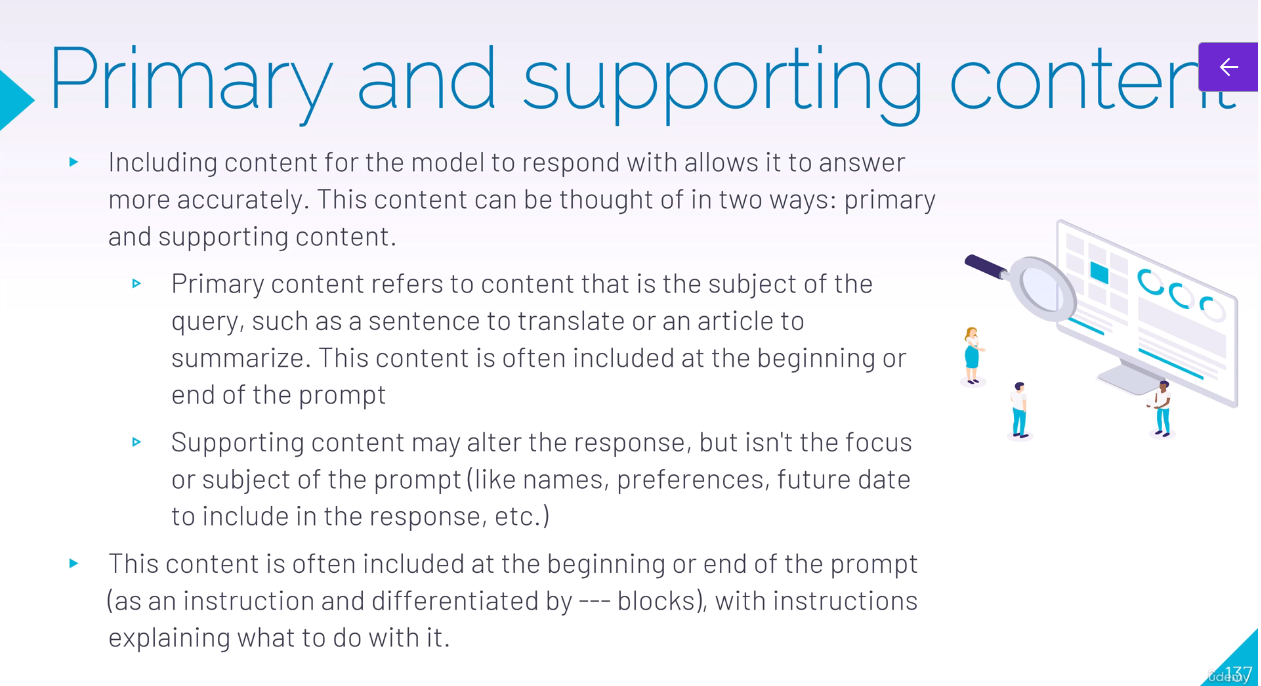 Primary and supporting content
Including content for the model to respond with allows it to answer
more accurately. This content can be thought of in two ways: primary
and supporting content.
Primary content refers to content that is the subject of the
query, such as a sentence to translate or an article to
summarize. This content is often included at the beginning or
end of the prompt
Supporting content may alter the response, but isn't the focus
or subject of the prompt (like names, preferences, future date
to include in the response, etc.)
This content is often included at the beginning or end of the prompt
(as an instruction and differentiated by --- blocks), with instructions
explaining what to do with it.
137
ûdemy